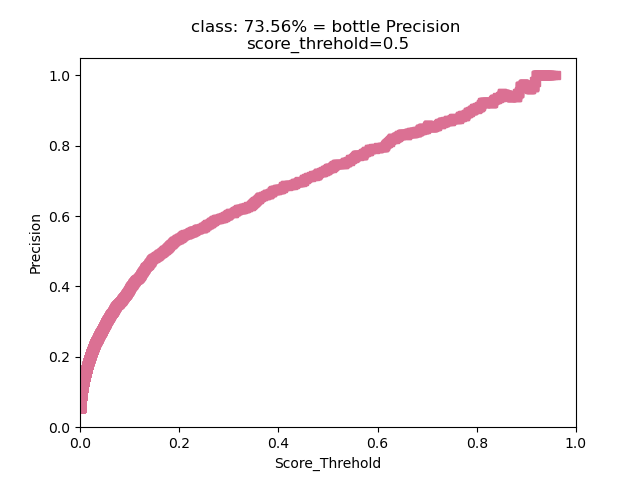 class: 73.56% = bottle Precision
score_threhold=0.5
Precision
1.0
0.8
0.6
0.4
0.2
0.0
0.0 0.2 0.4 0.6 0.8 1.0
Score_Threhold